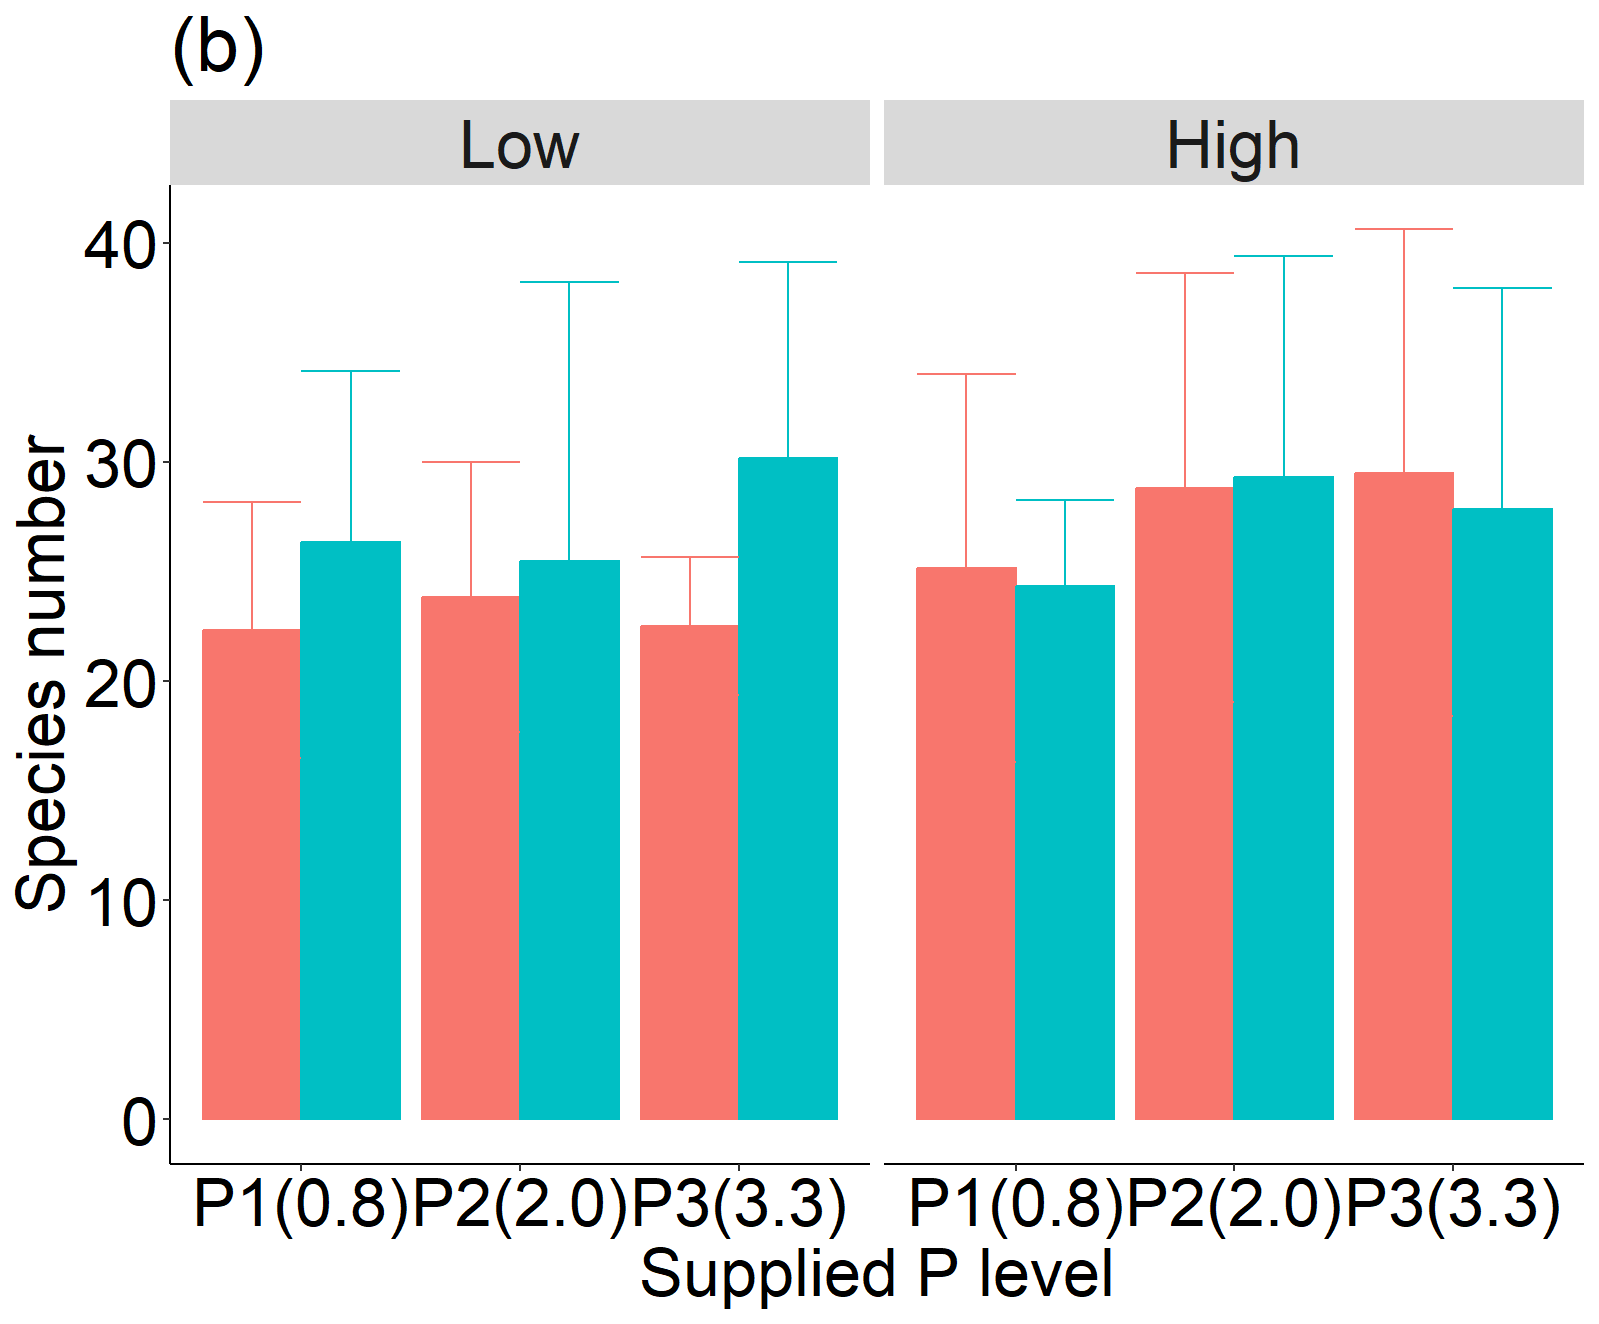 (b)
Low High
Species number
40
30
20
10
0
P1(0.8) P2(2.0) P3(3.3) P1(0.8) P2(2.0) P3(3.3)
Supplied P level